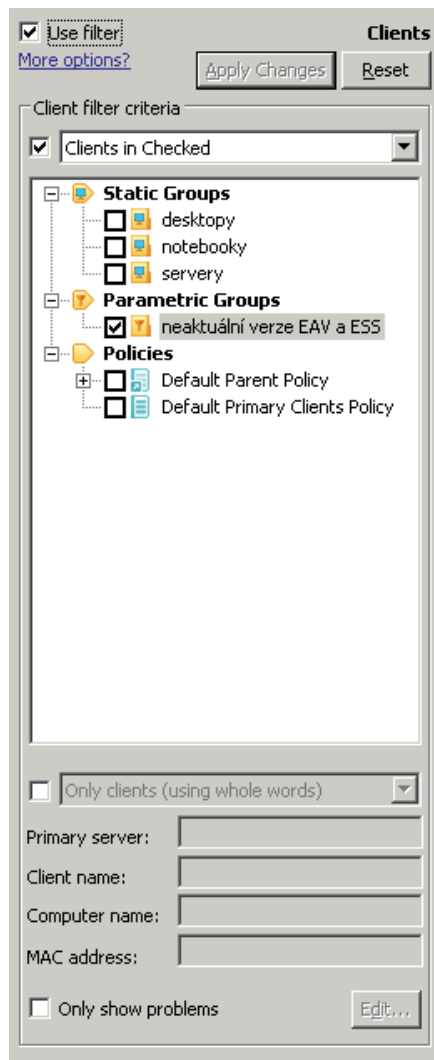 Use filter
Clients
More options?
Apply Changes
Reset
Client filter criteria
Clients in Checked
Static Groups
desktopy
notebooky
servery
Parametric Groups
neaktuální verze EAV a ESS
Policies
Default Parent Policy
Default Primary Clients Policy
Only clients (using whole words)
Primary server:
Client name:
Computer name:
MAC address:
Only show problems
Edit...